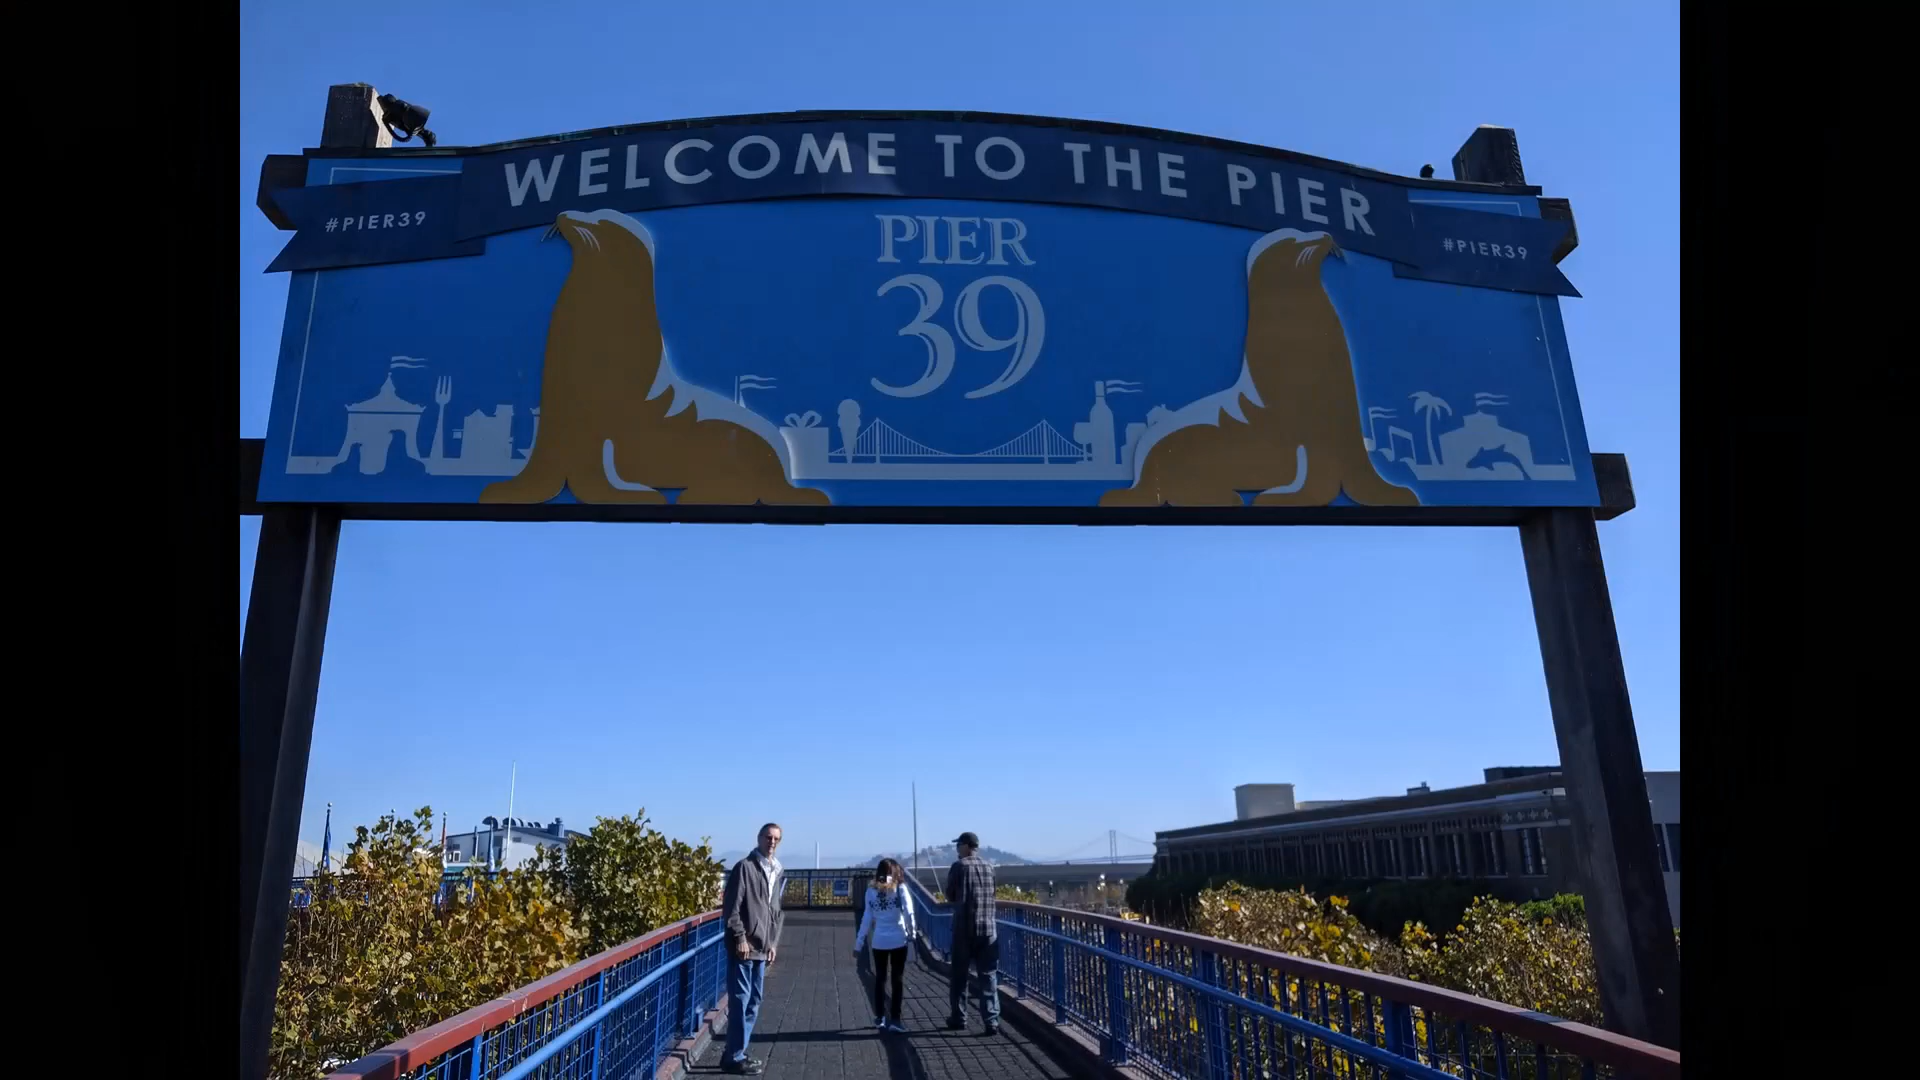 WELCOME TO THE PIER
#PIER39
#PIER39
PIER
39